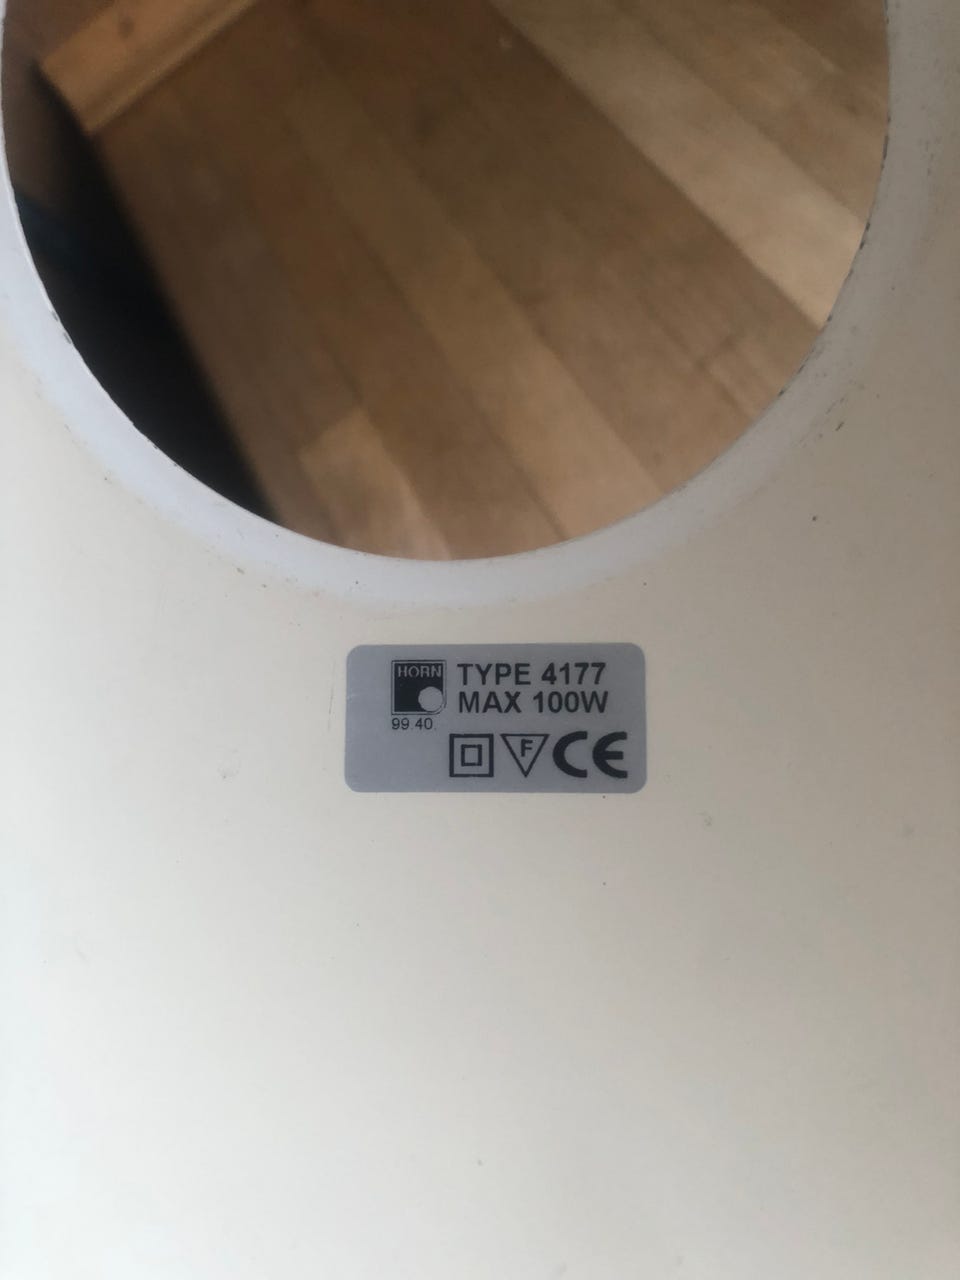 HORN
TYPE 4177
MAX 100W
99.40.
F
CE